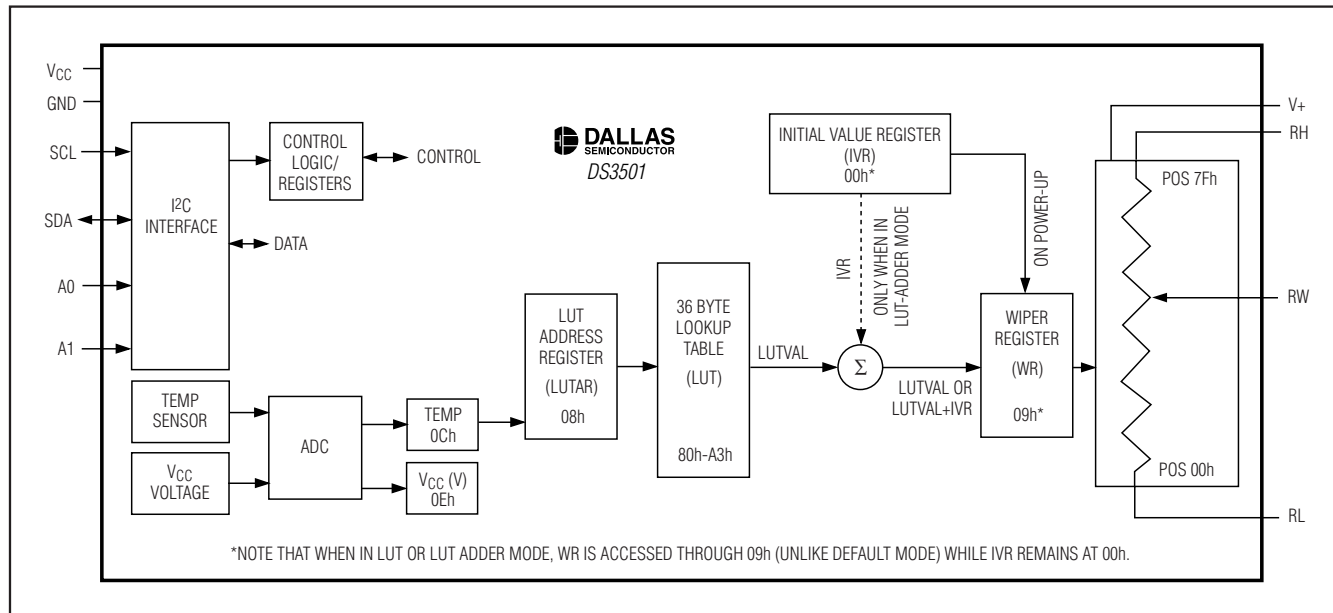 VCC
GND
SCL
SDA
A0
A1
I2C
INTERFACE
CONTROL
LOGIC/
REGISTERS
CONTROL
DATA
TEMP
SENSOR
VCC
VOLTAGE
ADC
TEMP
0Ch
VCC (V)
0Eh
DALLAS
SEMICONDUCTOR
DS3501
LUT
ADDRESS
REGISTER
(LUTAR)
08h
36 BYTE
LOOKUP
TABLE
(LUT)
80h-A3h
LUTVAL
INITIAL VALUE REGISTER
(IVR)
00h*
IVR
ONLY WHEN IN
LUT-ADDER MODE
ON POWER-UP
Σ
LUTVAL OR
LUTVAL+IVR
WIPER
REGISTER
(WR)
09h*
POS 7Fh
POS 00h
V+
RH
RW
RL
*NOTE THAT WHEN IN LUT OR LUT ADDER MODE, WR IS ACCESSED THROUGH 09h (UNLIKE DEFAULT MODE) WHILE IVR REMAINS AT 00h.